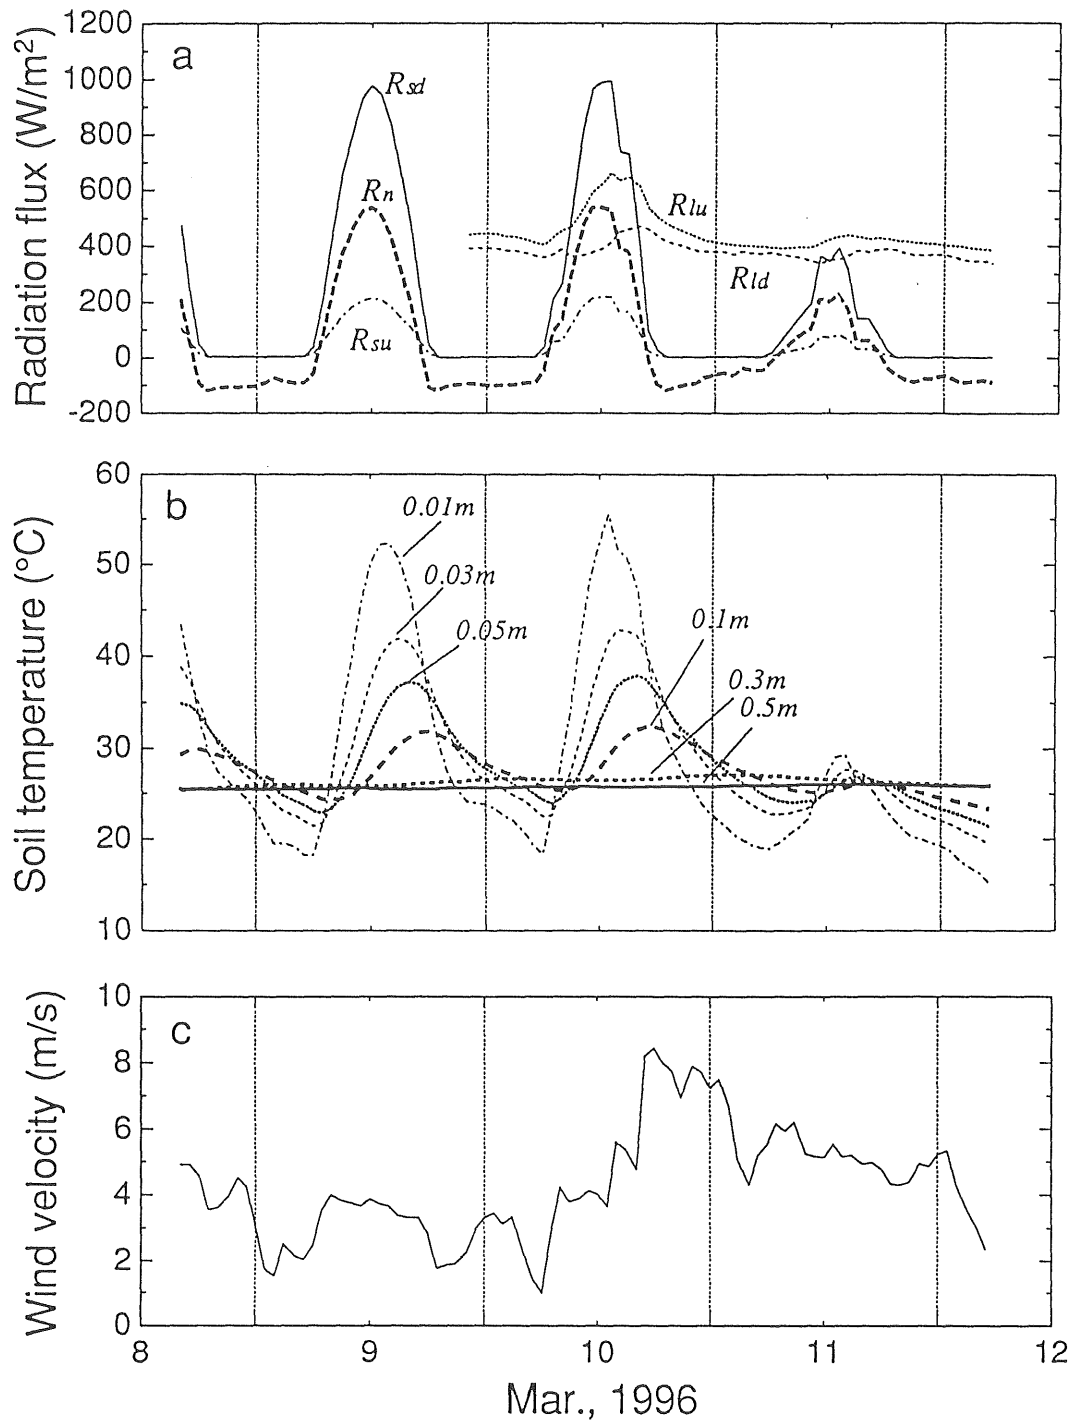 1200
1000
800
600
400
200
0
-200
Radiation flux (W/m²)
a
Rsd
Rn
Rsu
Rlu
Rld
60
50
40
30
20
10
Soil temperature (°C)
b
0.01m
0.03m
0.05m
0.1m
0.3m
0.5m
10
8
6
4
2
0
Wind velocity (m/s)
c
8 9 10 11 12
Mar., 1996